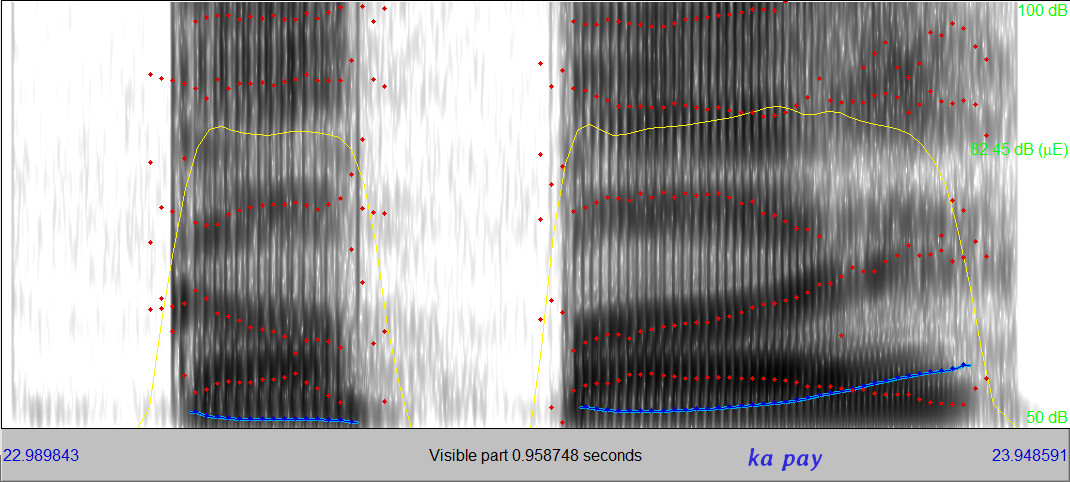 100 dB
82.45 dB (µE)
50 dB
22.989843 Visible part 0.958748 seconds ka pay 23.948591